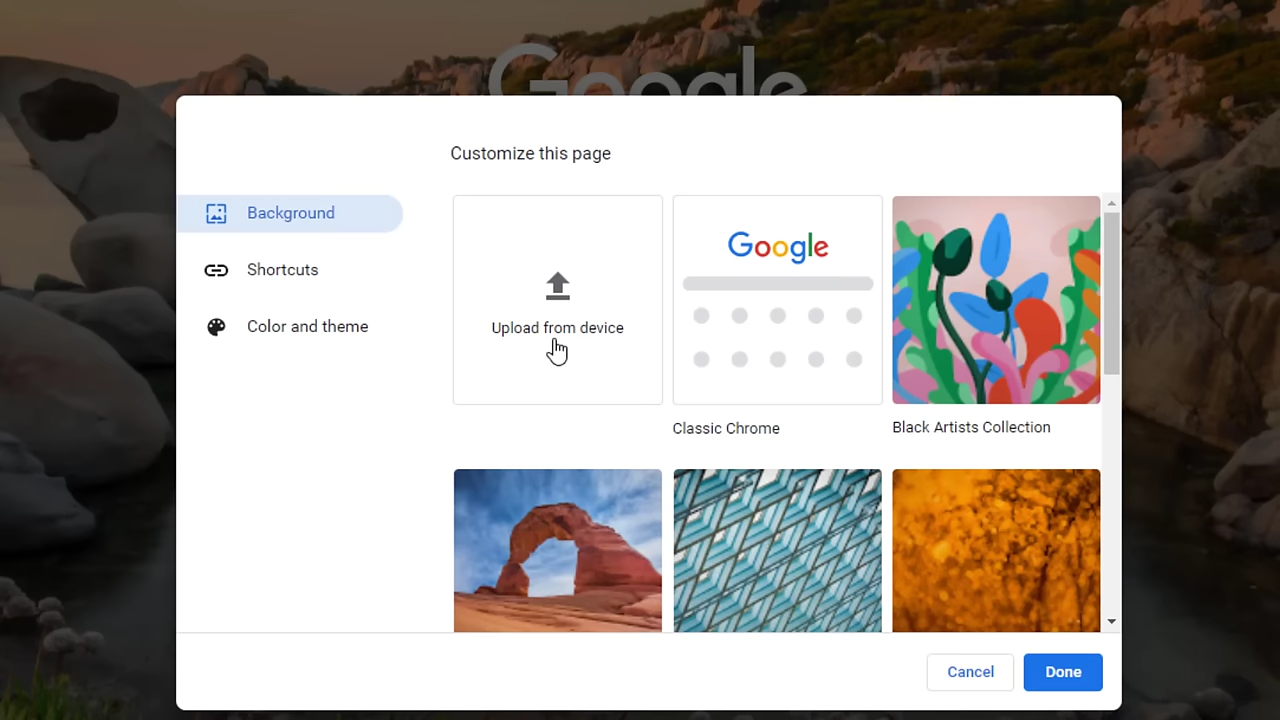 Google
Customize this page
Background
Shortcuts
Color and theme
Upload from device
Google
Classic Chrome
Black Artists Collection
Cancel
Done